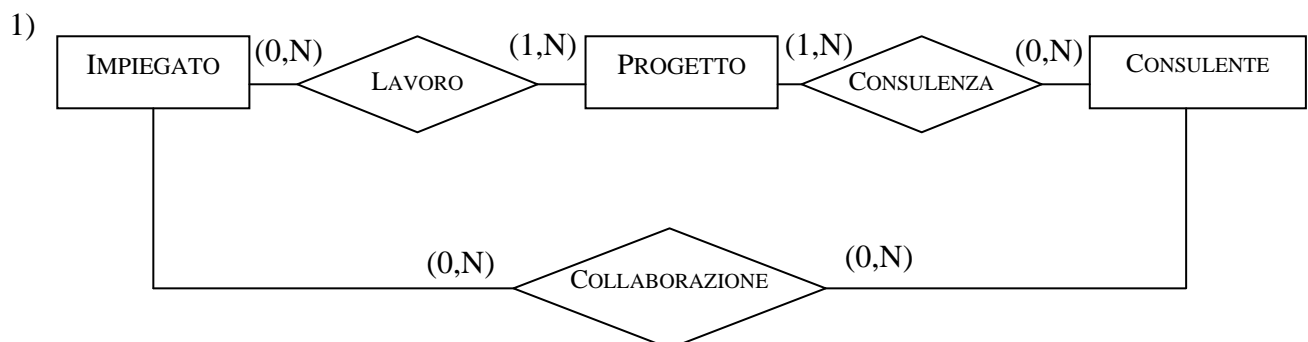 1)
IMPIEGATO (0,N) LAVORO (1,N) PROGETTO (1,N) CONSULENZA (0,N) CONSULENTE
(0,N) COLLABORAZIONE (0,N)